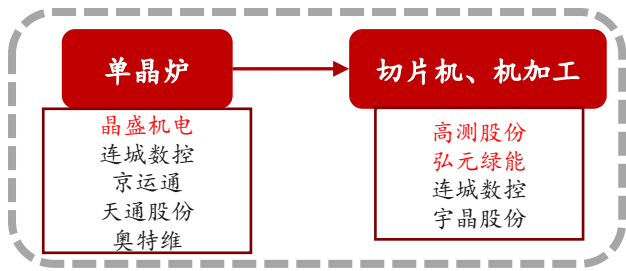 单晶炉
晶盛机电
连城数控
京运通
天通股份
奥特维
切片机、机加工
高测股份
弘元绿能
连城数控
宇晶股份